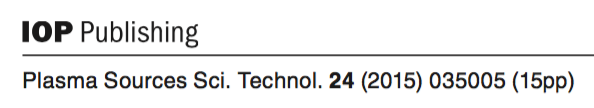 IOP Publishing
Plasma Sources Sci. Technol. 24 (2015) 035005 (15pp)